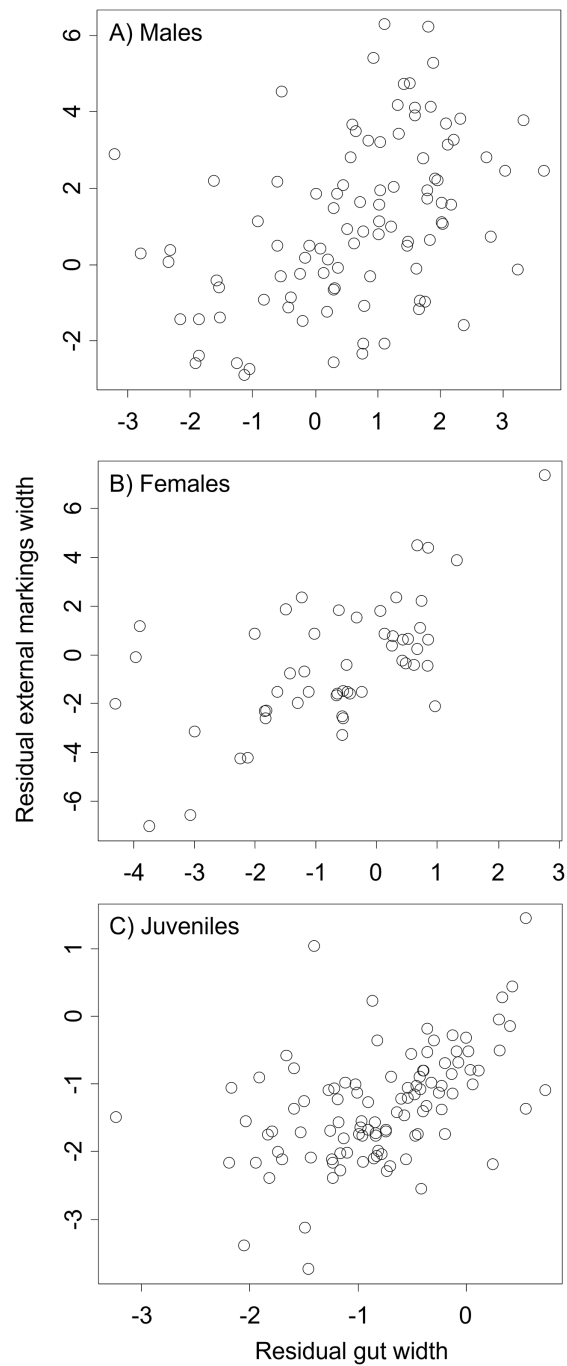 A) Males
6
4
2
0
-2
-3 -2 -1 0 1 2 3
Residual external markings width
B) Females
6
4
2
0
-2
-4
-6
-4 -3 -2 -1 0 1 2 3
C) Juveniles
1
0
-1
-2
-3
-3 -2 -1 0
Residual gut width